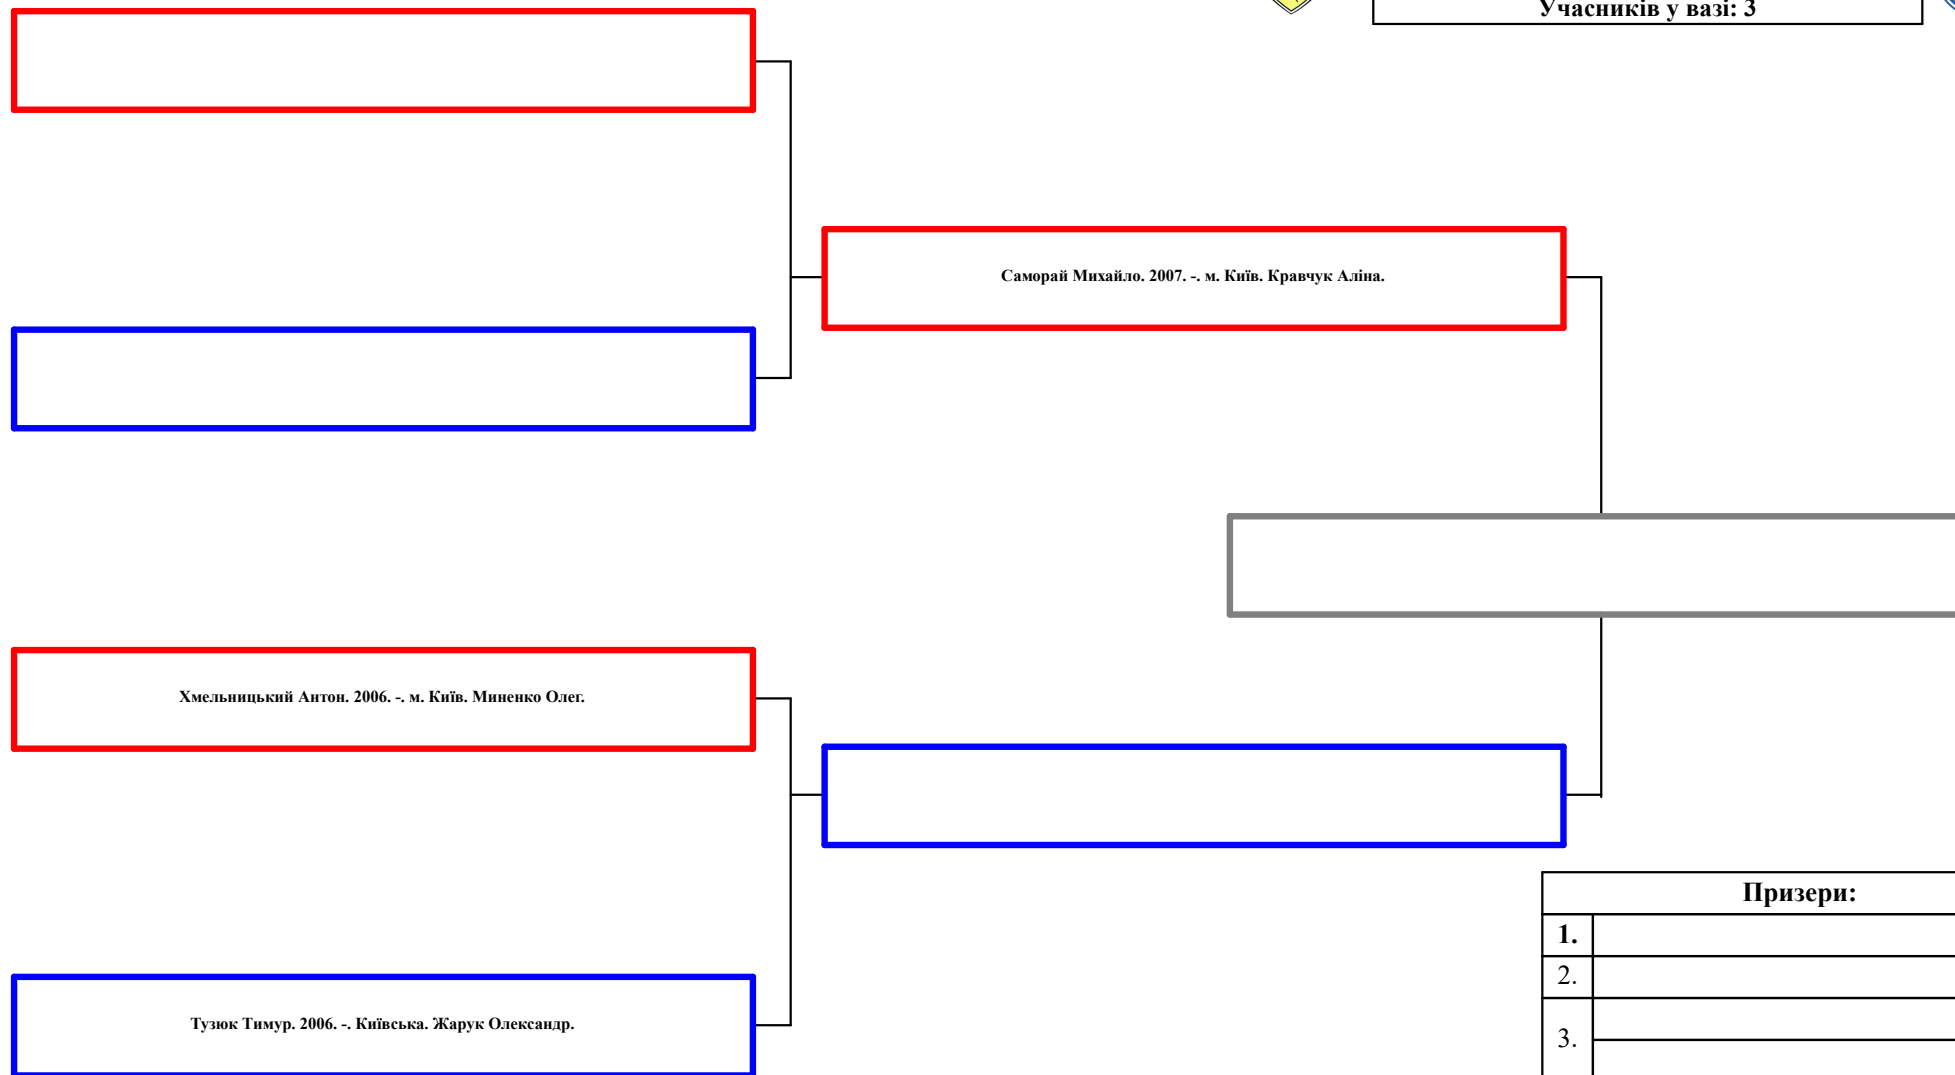 Учасників у вазі: 3
Саморай Михайло. 2007. -. м. Київ. Кравчук Аліна.
Хмельницький Антон. 2006. -. м. Київ. Миненко Олег.
Тузюк Тимур. 2006. -. Київська. Жарук Олександр.
Призери:
1.
2.
3.